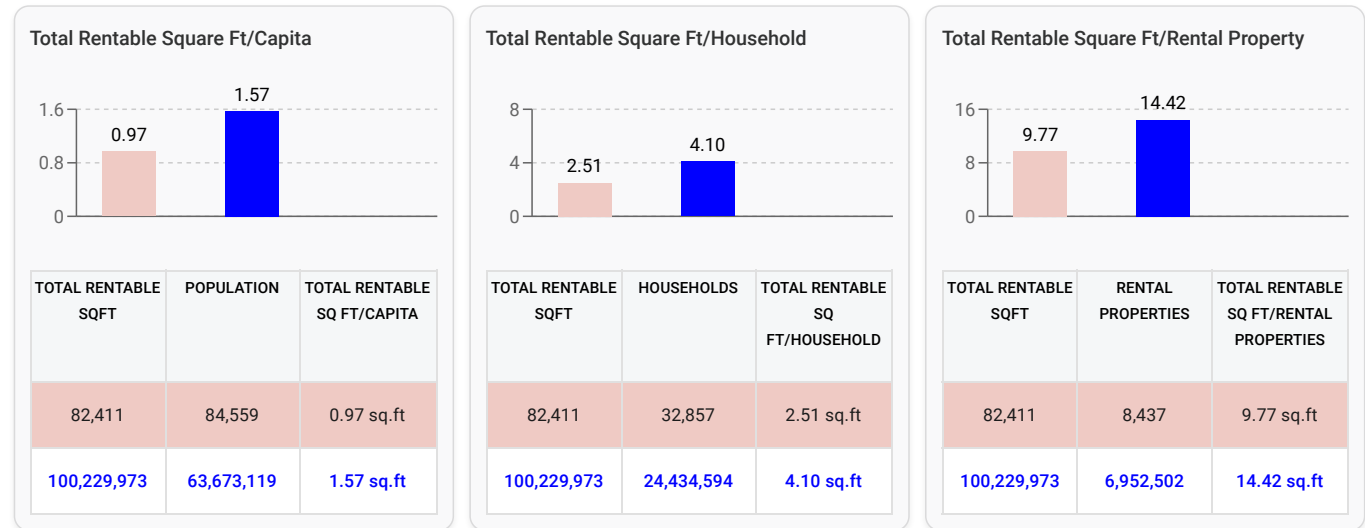 Total Rentable Square Ft/Capita
1.57
1.6
0.97
0.8
0
TOTAL RENTABLE
SQFT
POPULATION
TOTAL RENTABLE
SQ FT/CAPITA
82,411
84,559
0.97 sq.ft
100,229,973
63,673,119
1.57 sq.ft
Total Rentable Square Ft/Household
8
4.10
4
2.51
0
TOTAL RENTABLE
SQFT
HOUSEHOLDS
TOTAL RENTABLE
SQ
FT/HOUSEHOLD
82,411
32,857
2.51 sq.ft
100,229,973
24,434,594
4.10 sq.ft
Total Rentable Square Ft/Rental Property
16
14.42
9.77
8
0
TOTAL RENTABLE
SQFT
RENTAL
PROPERTIES
TOTAL RENTABLE
SQ FT/RENTAL
PROPERTIES
82,411
8,437
9.77 sq.ft
100,229,973
6,952,502
14.42 sq.ft